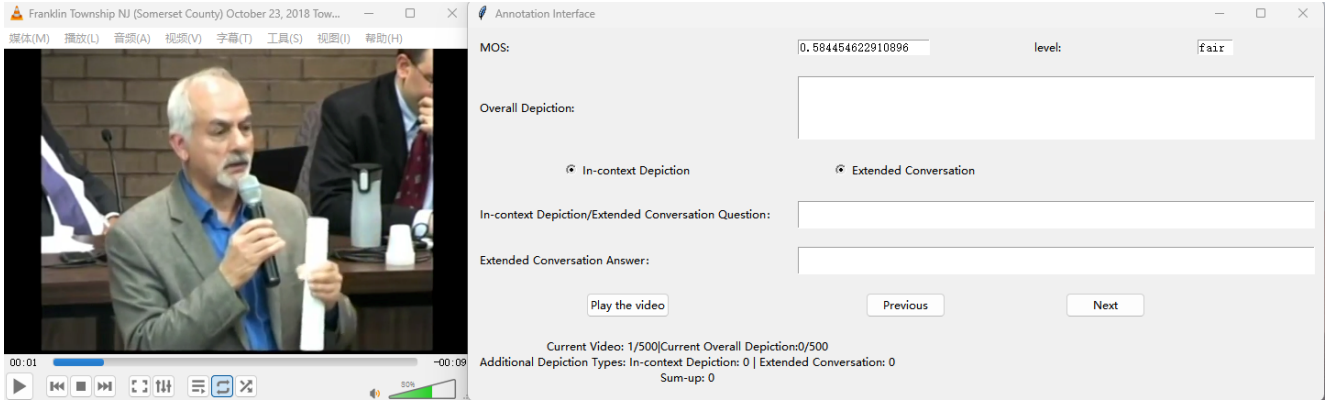 Franklin Township NJ (Somerset County) October 23, 2018 Tow...
媒体(M) 播放(L) 音频(A) 视频(V) 字幕(T) 工具(S) 视图(I) 帮助(H)
00:01
-00:09
50%
Annotation Interface
MOS:
0.584454622910896
level:
fair
Overall Depiction:
In-context Depiction
Extended Conversation
In-context Depiction/Extended Conversation Question:
Extended Conversation Answer:
Play the video
Previous
Next
Current Video: 1/500|Current Overall Depiction:0/500
Additional Depiction Types: In-context Depiction: 0 | Extended Conversation: 0
Sum-up: 0